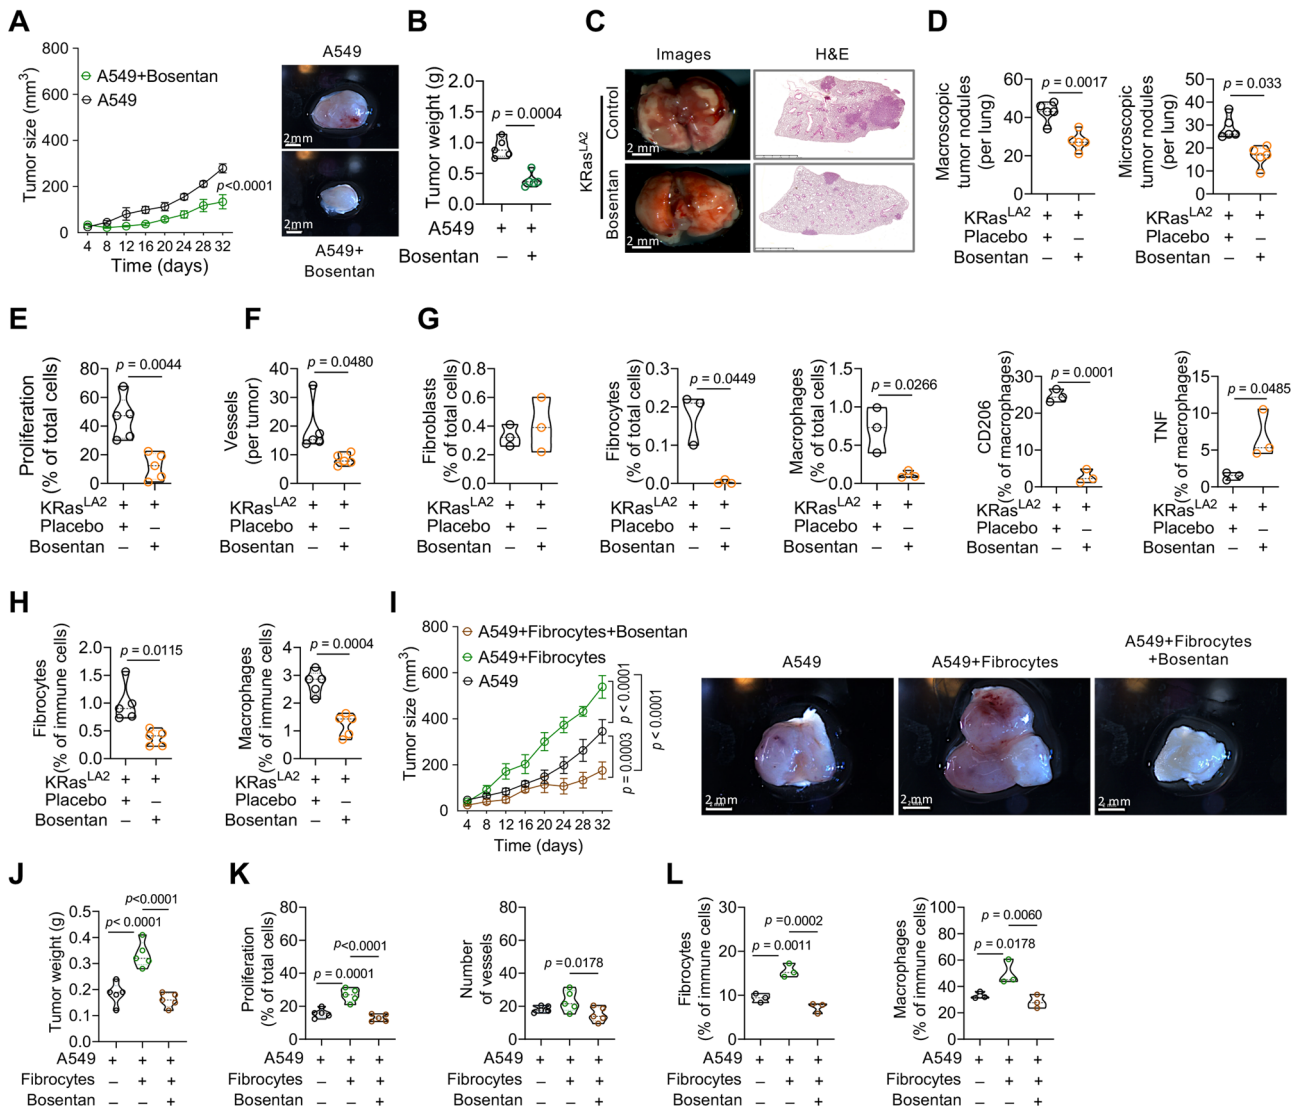 A
B
C
D
Tumor size (mm3)
800
600
400
200
0
A549+Bosentan
A549
p<0.0001
4 8 12 16 20 24 28 32
Time (days)
A549
2 mm
2 mm
A549+
Bosentan
Tumor weight (g)
2.0
1.5
1.0
0.5
0.0
p = 0.0004
A549 + +
Bosentan – +
Images H&E
KRasLA2
Control
Bosentan
2 mm
2 mm
Macroscopic
tumor nodules
(per lung)
60
40
20
0
p = 0.0017
KRasLA2 + +
Placebo + –
Bosentan – +
Microscopic
tumor nodules
(per lung)
50
40
30
20
10
0
p = 0.033
KRasLA2 + +
Placebo + –
Bosentan – +
E
F
G
Proliferation
(% of total cells)
80
60
40
20
0
p = 0.0044
KRasLA2 + +
Placebo + –
Bosentan – +
Vessels
(per tumor)
40
30
20
10
0
p = 0.0480
KRasLA2 + +
Placebo + –
Bosentan – +
Fibroblasts
(% of total cells)
0.8
0.6
0.4
0.2
0.0
KRasLA2 + +
Placebo + –
Bosentan – +
Fibrocytes
(% of total cells)
0.3
0.2
0.1
0.0
p = 0.0449
KRasLA2 + +
Placebo + –
Bosentan – +
Macrophages
(% of total cells)
1.5
1.0
0.5
0.0
p = 0.0266
KRasLA2 + +
Placebo + –
Bosentan – +
CD206
(% of macrophages)
30
20
10
0
p = 0.0001
KRasLA2 + +
Placebo + –
Bosentan – +
TNF
(% of macrophages)
15
10
5
0
p = 0.0485
KRasLA2 + +
Placebo + –
Bosentan – +
H
I
Fibrocytes
(% of immune cells)
2.0
1.5
1.0
0.5
0.0
p = 0.0115
KRasLA2 + +
Placebo + –
Bosentan – +
Macrophages
(% of immune cells)
4
3
2
1
0
p = 0.0004
KRasLA2 + +
Placebo + –
Bosentan – +
Tumor size (mm3)
800
600
400
200
0
A549+Fibrocytes+Bosentan
A549+Fibrocytes
A549
p = 0.0003
p < 0.0001
p < 0.0001
4 8 12 16 20 24 28 32
Time (days)
A549
A549+Fibrocytes
A549+Fibrocytes
+Bosentan
2 mm
2 mm
2 mm
J
K
L
Tumor weight (g)
0.5
0.4
0.3
0.2
0.1
0.0
p<0.0001
p< 0.0001
A549 + + +
Fibrocytes – + +
Bosentan – – +
Proliferation
(% of total cells)
80
60
40
20
0
p<0.0001
p = 0.0001
A549 + + +
Fibrocytes – + +
Bosentan – – +
Number
of vessels
80
60
40
20
0
p =0.0178
A549 + + +
Fibrocytes – + +
Bosentan – – +
Fibrocytes
(% of immune cells)
30
20
10
0
p =0.0002
p = 0.0011
A549 + + +
Fibrocytes – + +
Bosentan – – +
Macrophages
(% of immune cells)
100
80
60
40
20
0
p = 0.0060
p = 0.0178
A549 + + +
Fibrocytes – + +
Bosentan – – +